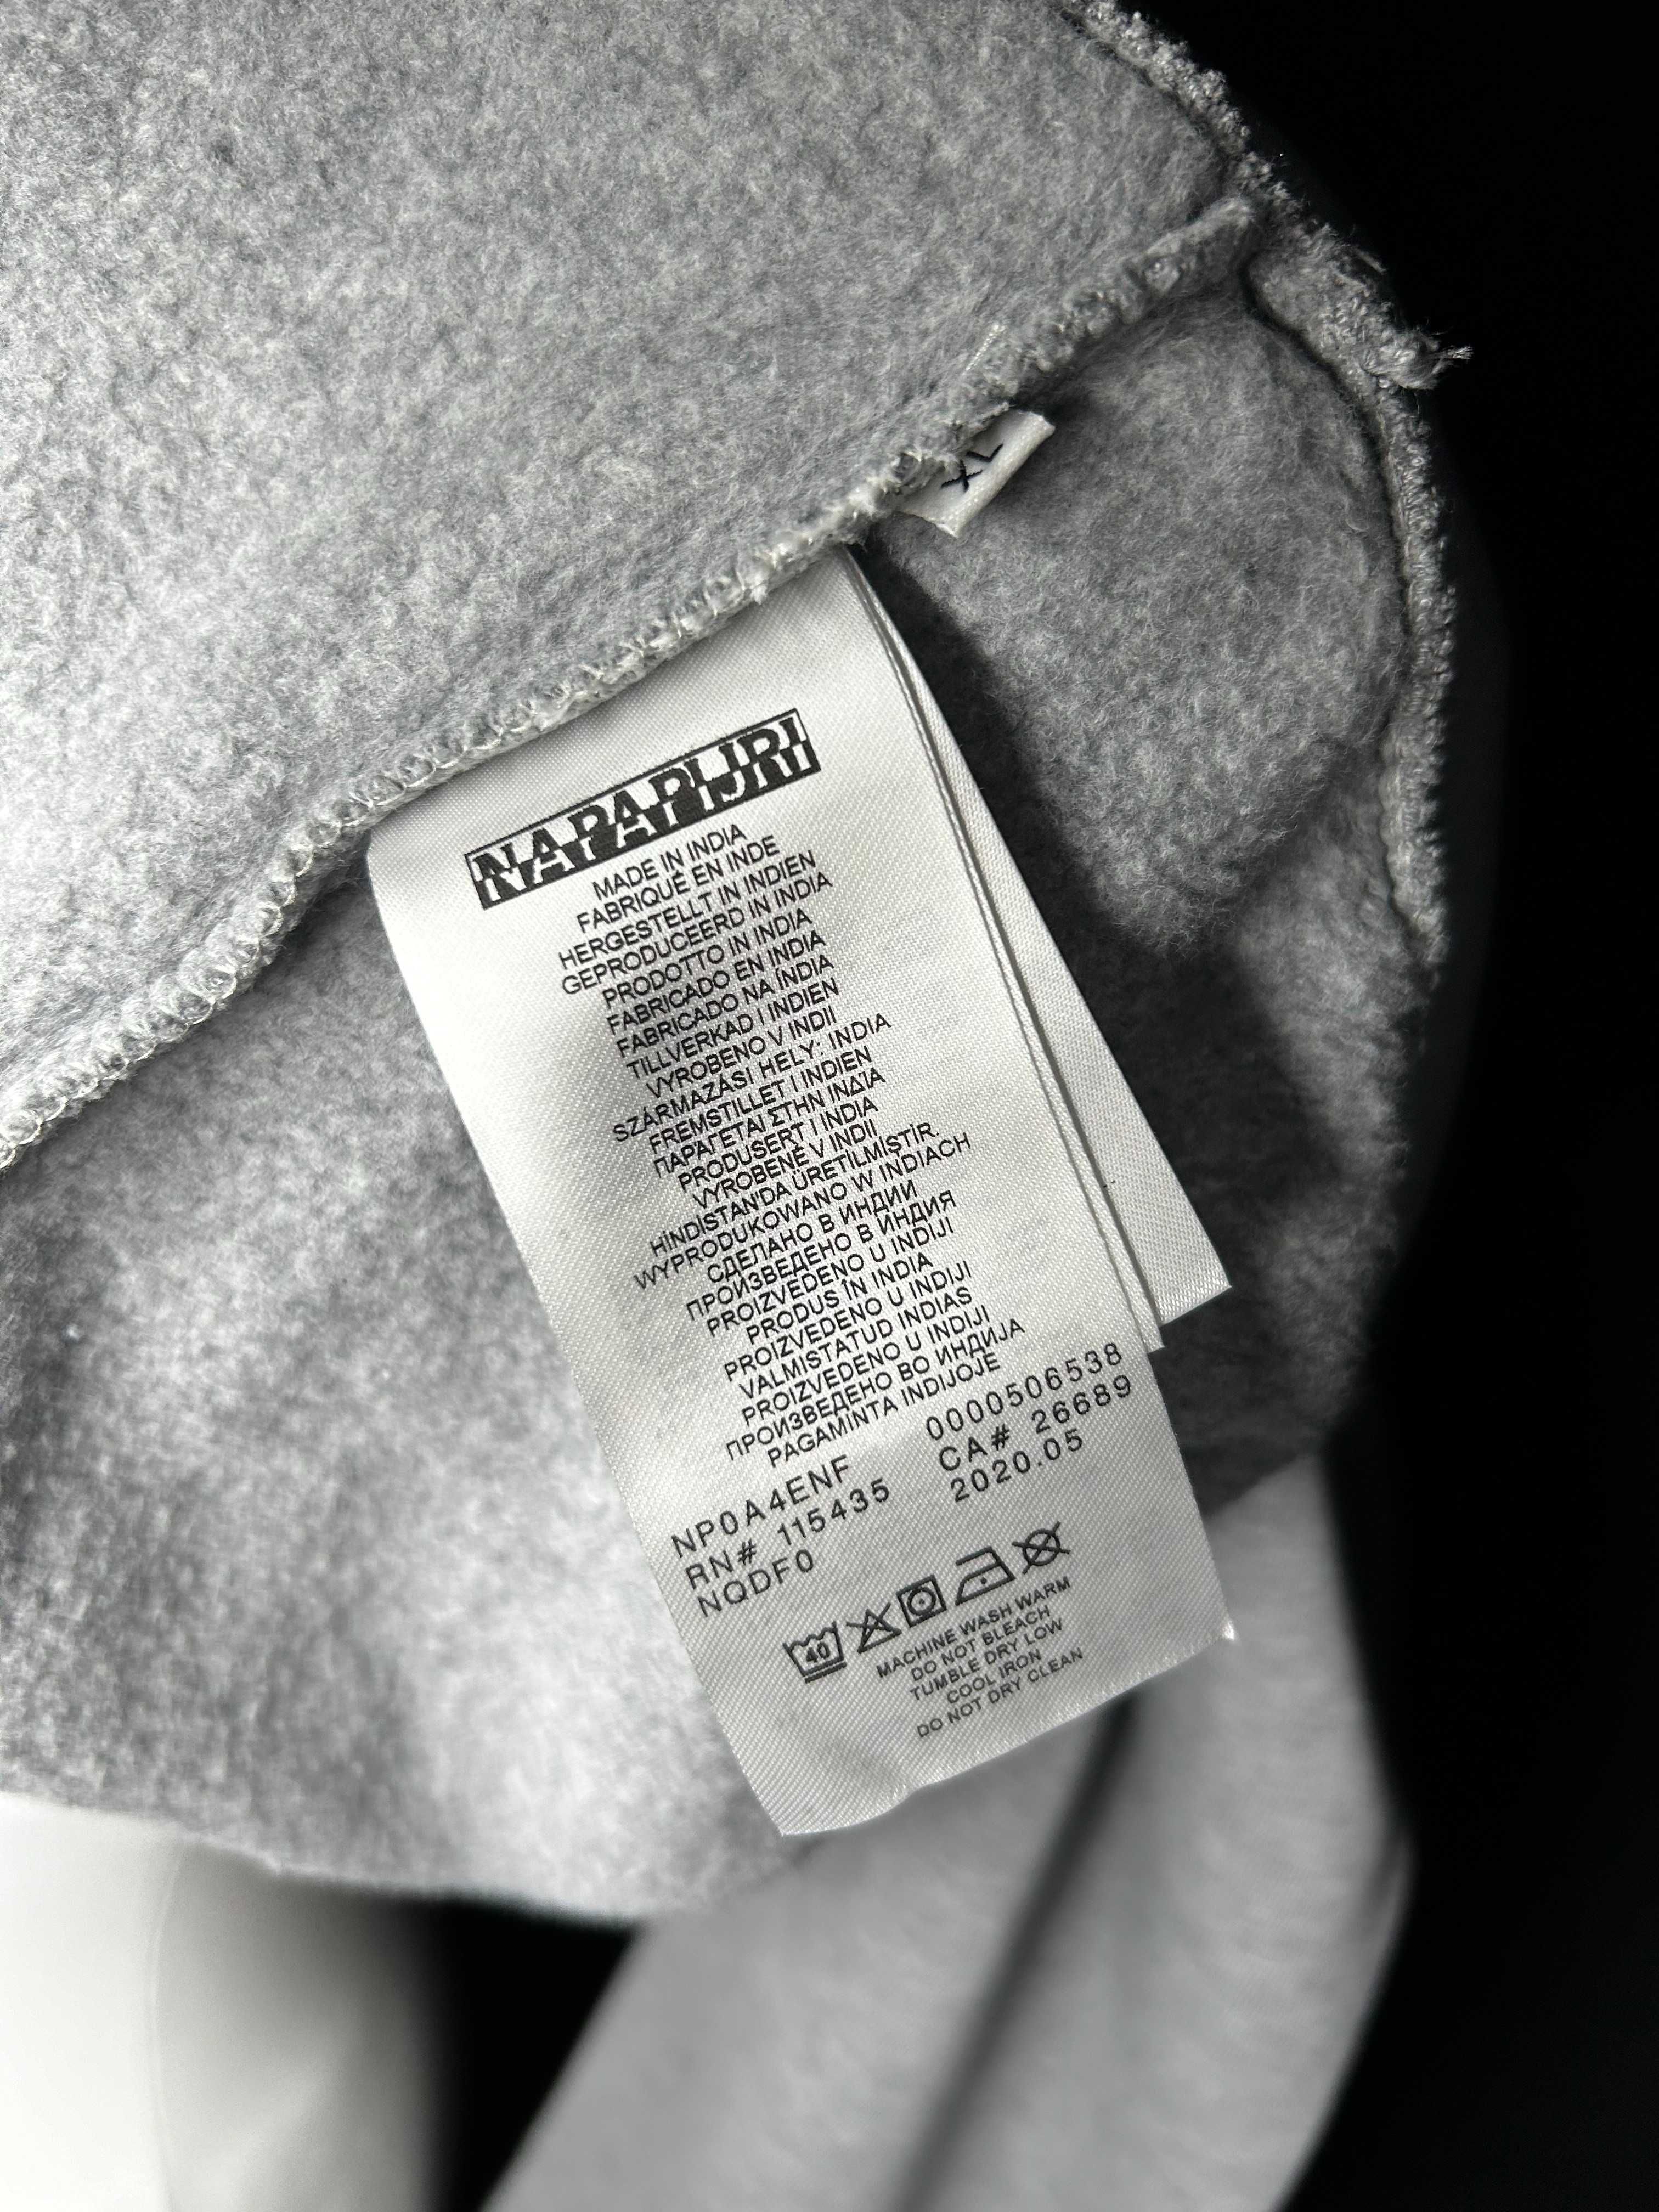 XL
NAPAPIJRI
MADE IN INDIA
FABRIQUÉ EN INDE
HERGESTELLT IN INDIEN
GEPRODUCEERD IN INDIA
PRODOTTO IN INDIA
FABRICADO EN INDIA
FABRICADO NA ÍNDIA
TILLVERKAD I INDIEN
VYROBENO V INDII
SZÁRMAZÁSI HELY: INDIA
FREMSTILLET I INDIEN
ΠΑΡΑΓΕΤΑΙ ΣΤΗΝ ΙΝΔΙΑ
PRODUSERT I INDIA
VYROBENÉ V INDII
HİNDİSTAN'DA ÜRETİLMİŞTİR.
WYPRODUKOWANO W INDIACH
СДЕЛАНО В ИНДИИ
ПРОИЗВЕДЕНО В ИНДИЯ
PROIZVEDENO U INDIJI
PRODUS ÎN INDIA
PROIZVEDENO U INDIJI
VALMISTATUD INDIAS
PROIZVEDENO U INDIJI
ПРОИЗВЕДЕНО ВО ИНДИЈА
PAGAMINTA INDIJOJE
NP0A4ENF 0000506538
RN# 115435 CA# 26689
NQDF0 2020.05
40
MACHINE WASH WARM
DO NOT BLEACH
TUMBLE DRY LOW
COOL IRON
DO NOT DRY CLEAN